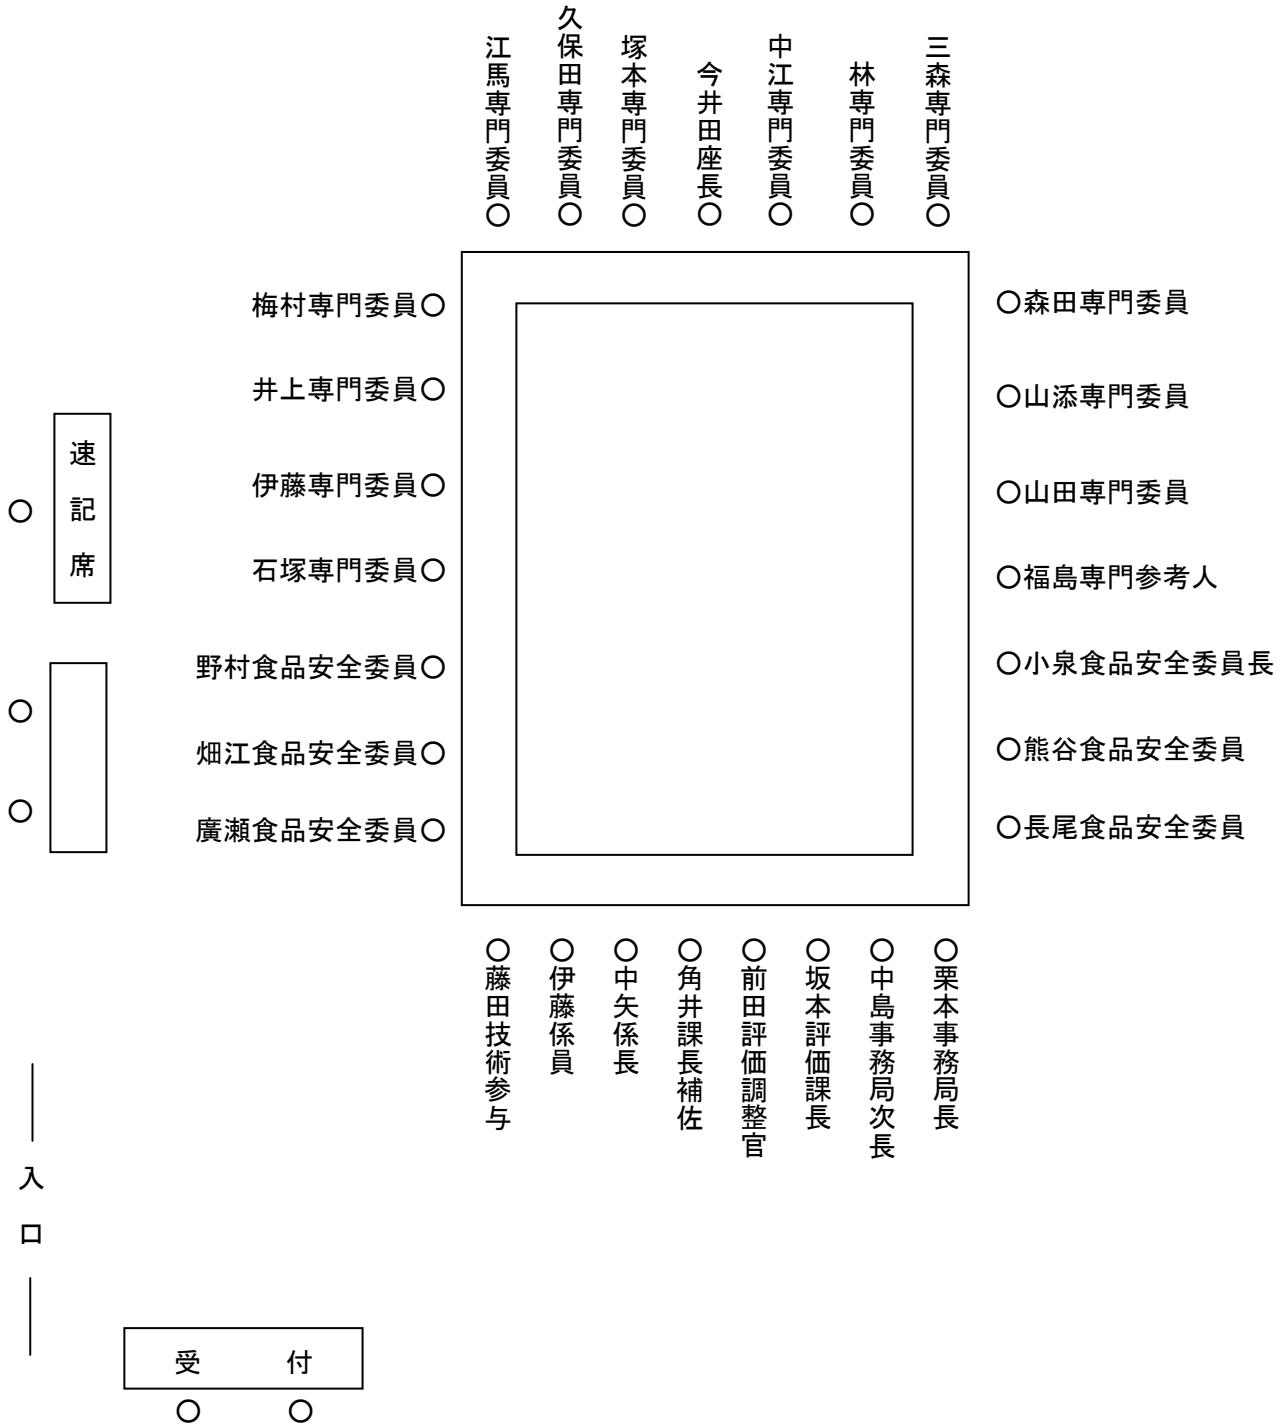 江馬専門委員○
久保田専門委員○
塚本専門委員○
今井田座長○
中江専門委員○
林専門委員○
三森専門委員○
梅村専門委員○
井上専門委員○
伊藤専門委員○
石塚専門委員○
野村食品安全委員○
畑江食品安全委員○
廣瀬食品安全委員○
○森田専門委員
○山添専門委員
○山田専門委員
○福島専門参考人
○小泉食品安全委員長
○熊谷食品安全委員
○長尾食品安全委員
速記席
○藤田技術参与
○伊藤係員
○中矢係長
○角井課長補佐
○前田評価調整官
○坂本評価課長
○中島事務局次長
○栗本事務局長
入口
受付